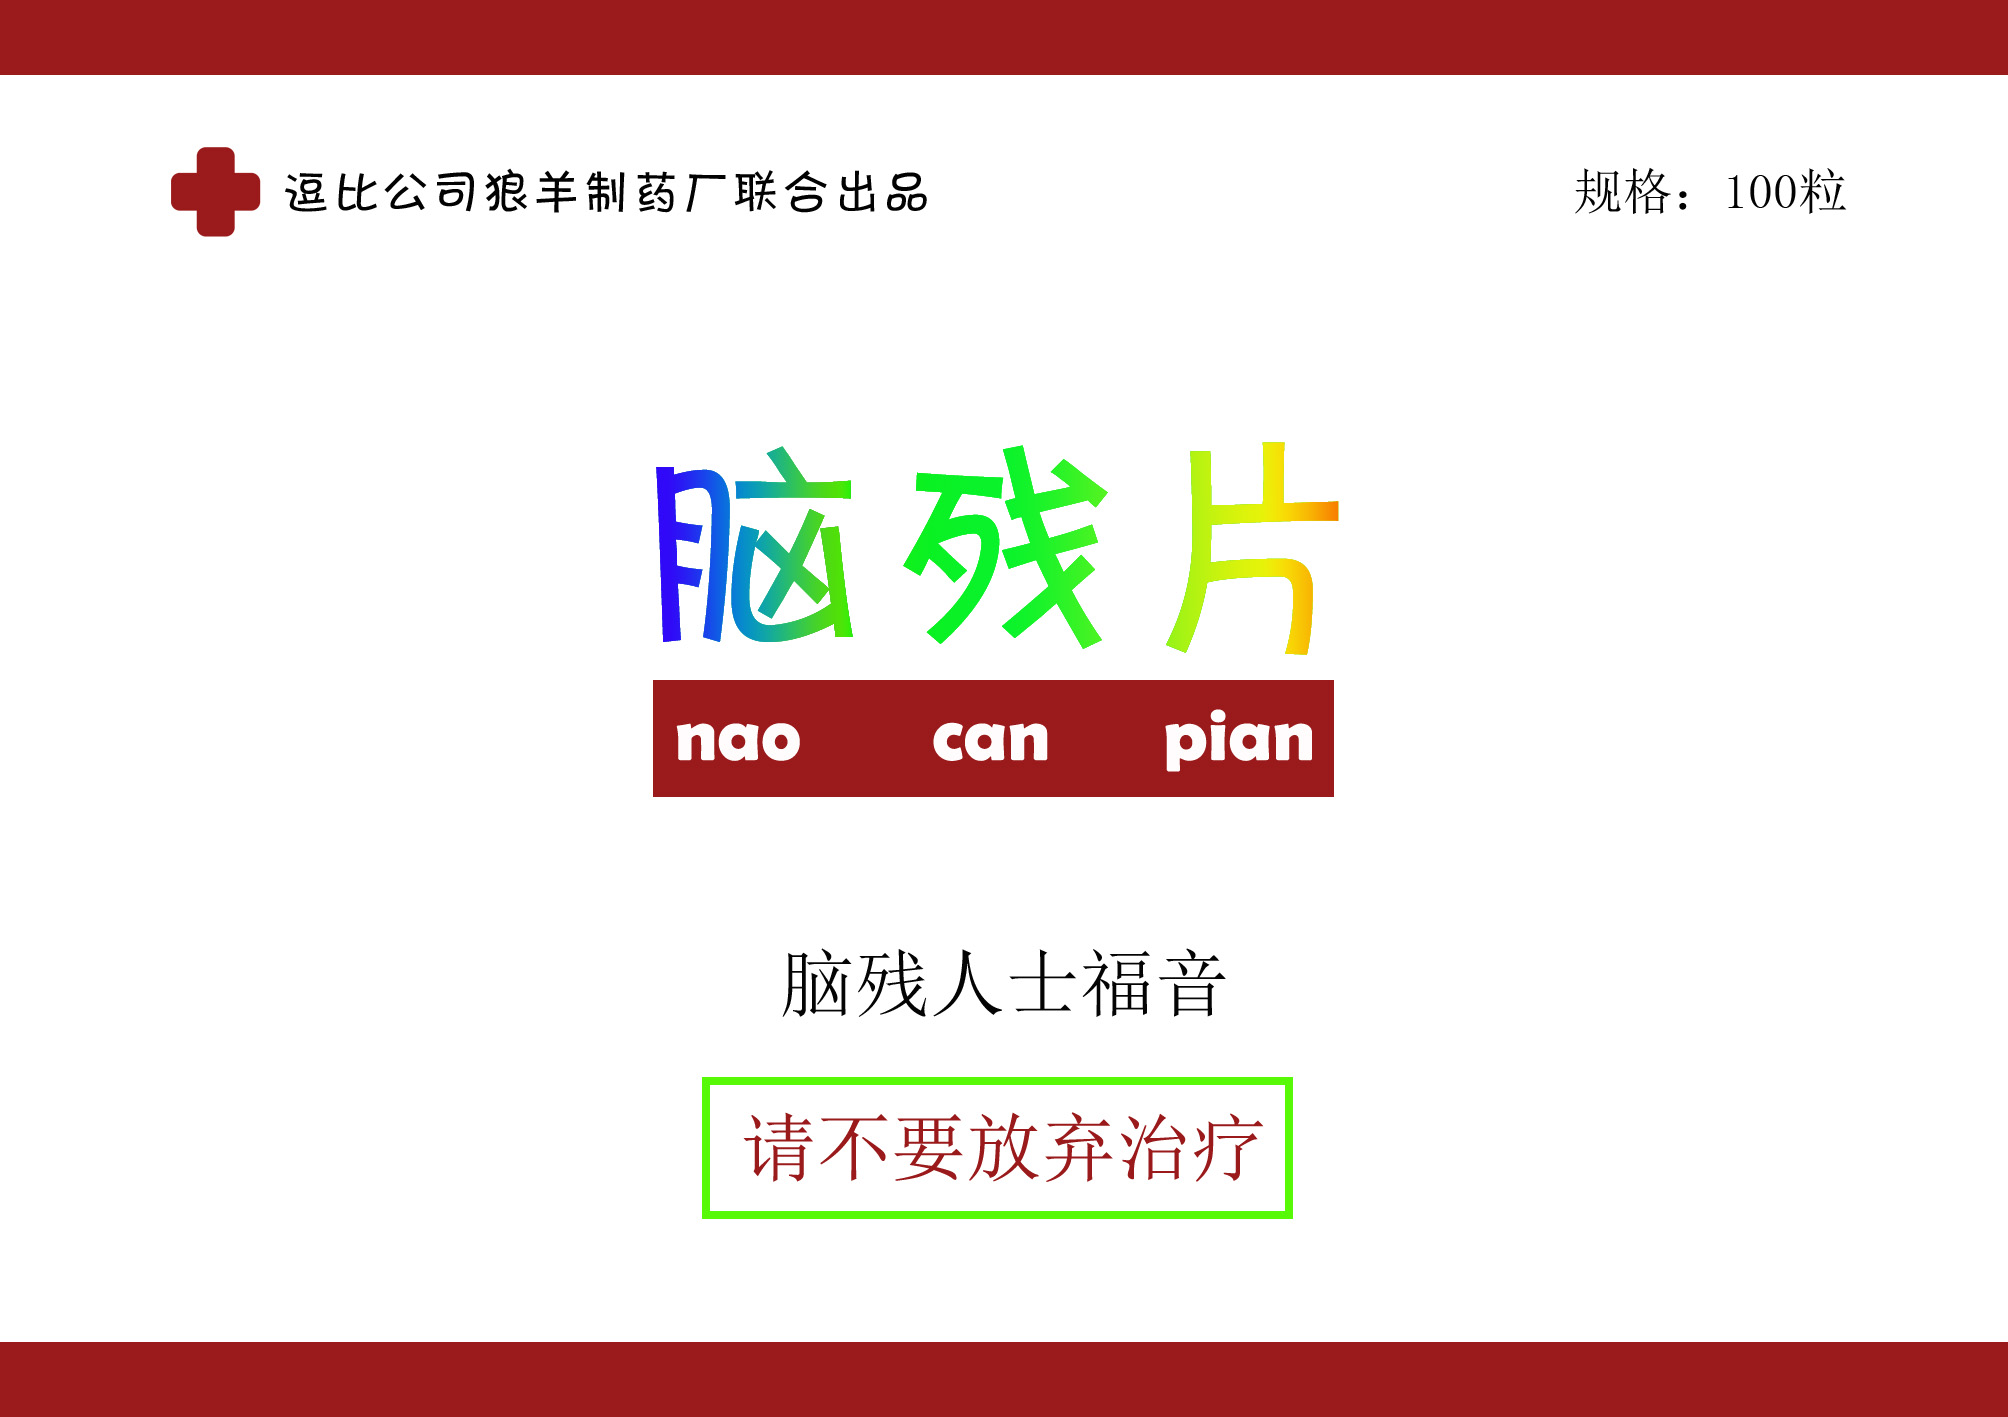 逗比公司狼羊制药厂联合出品
规格：100粒
脑残片
nao can pian
脑残人士福音
请不要放弃治疗